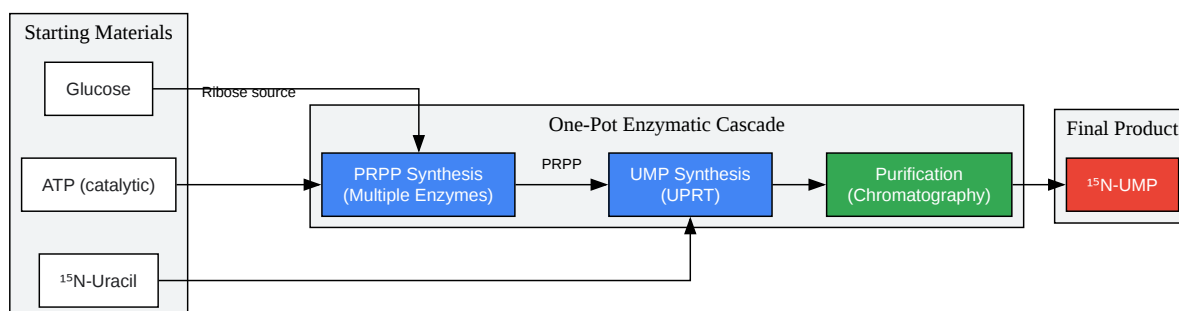 Starting Materials
Glucose
Ribose source
One-Pot Enzymatic Cascade
Final Product
ATP (catalytic)
PRPP Synthesis
(Multiple Enzymes)
PRPP
UMP Synthesis
(UPRT)
Purification
(Chromatography)
¹⁵N-UMP
¹⁵N-Uracil